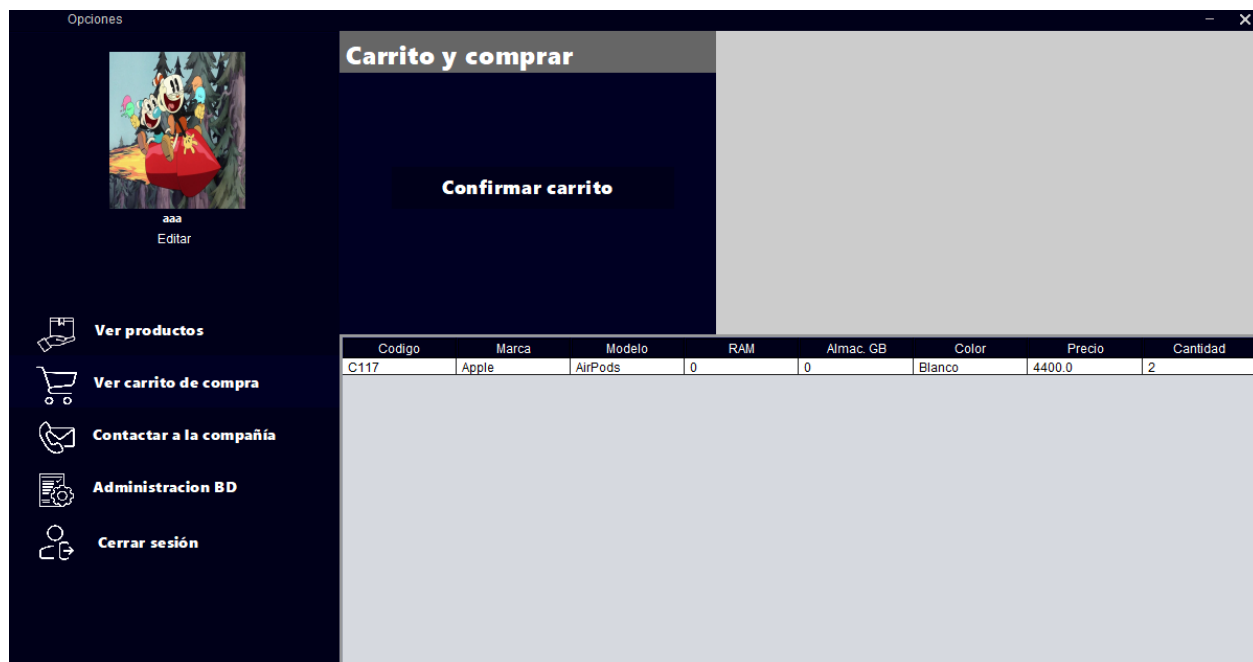 Opciones
aaa
Editar
Ver productos
Ver carrito de compra
Contactar a la compañía
Administracion BD
Cerrar sesión
Carrito y comprar
Confirmar carrito
Codigo Marca Modelo RAM Almac. GB Color Precio Cantidad
C117 Apple AirPods 0 0 Blanco 4400.0 2